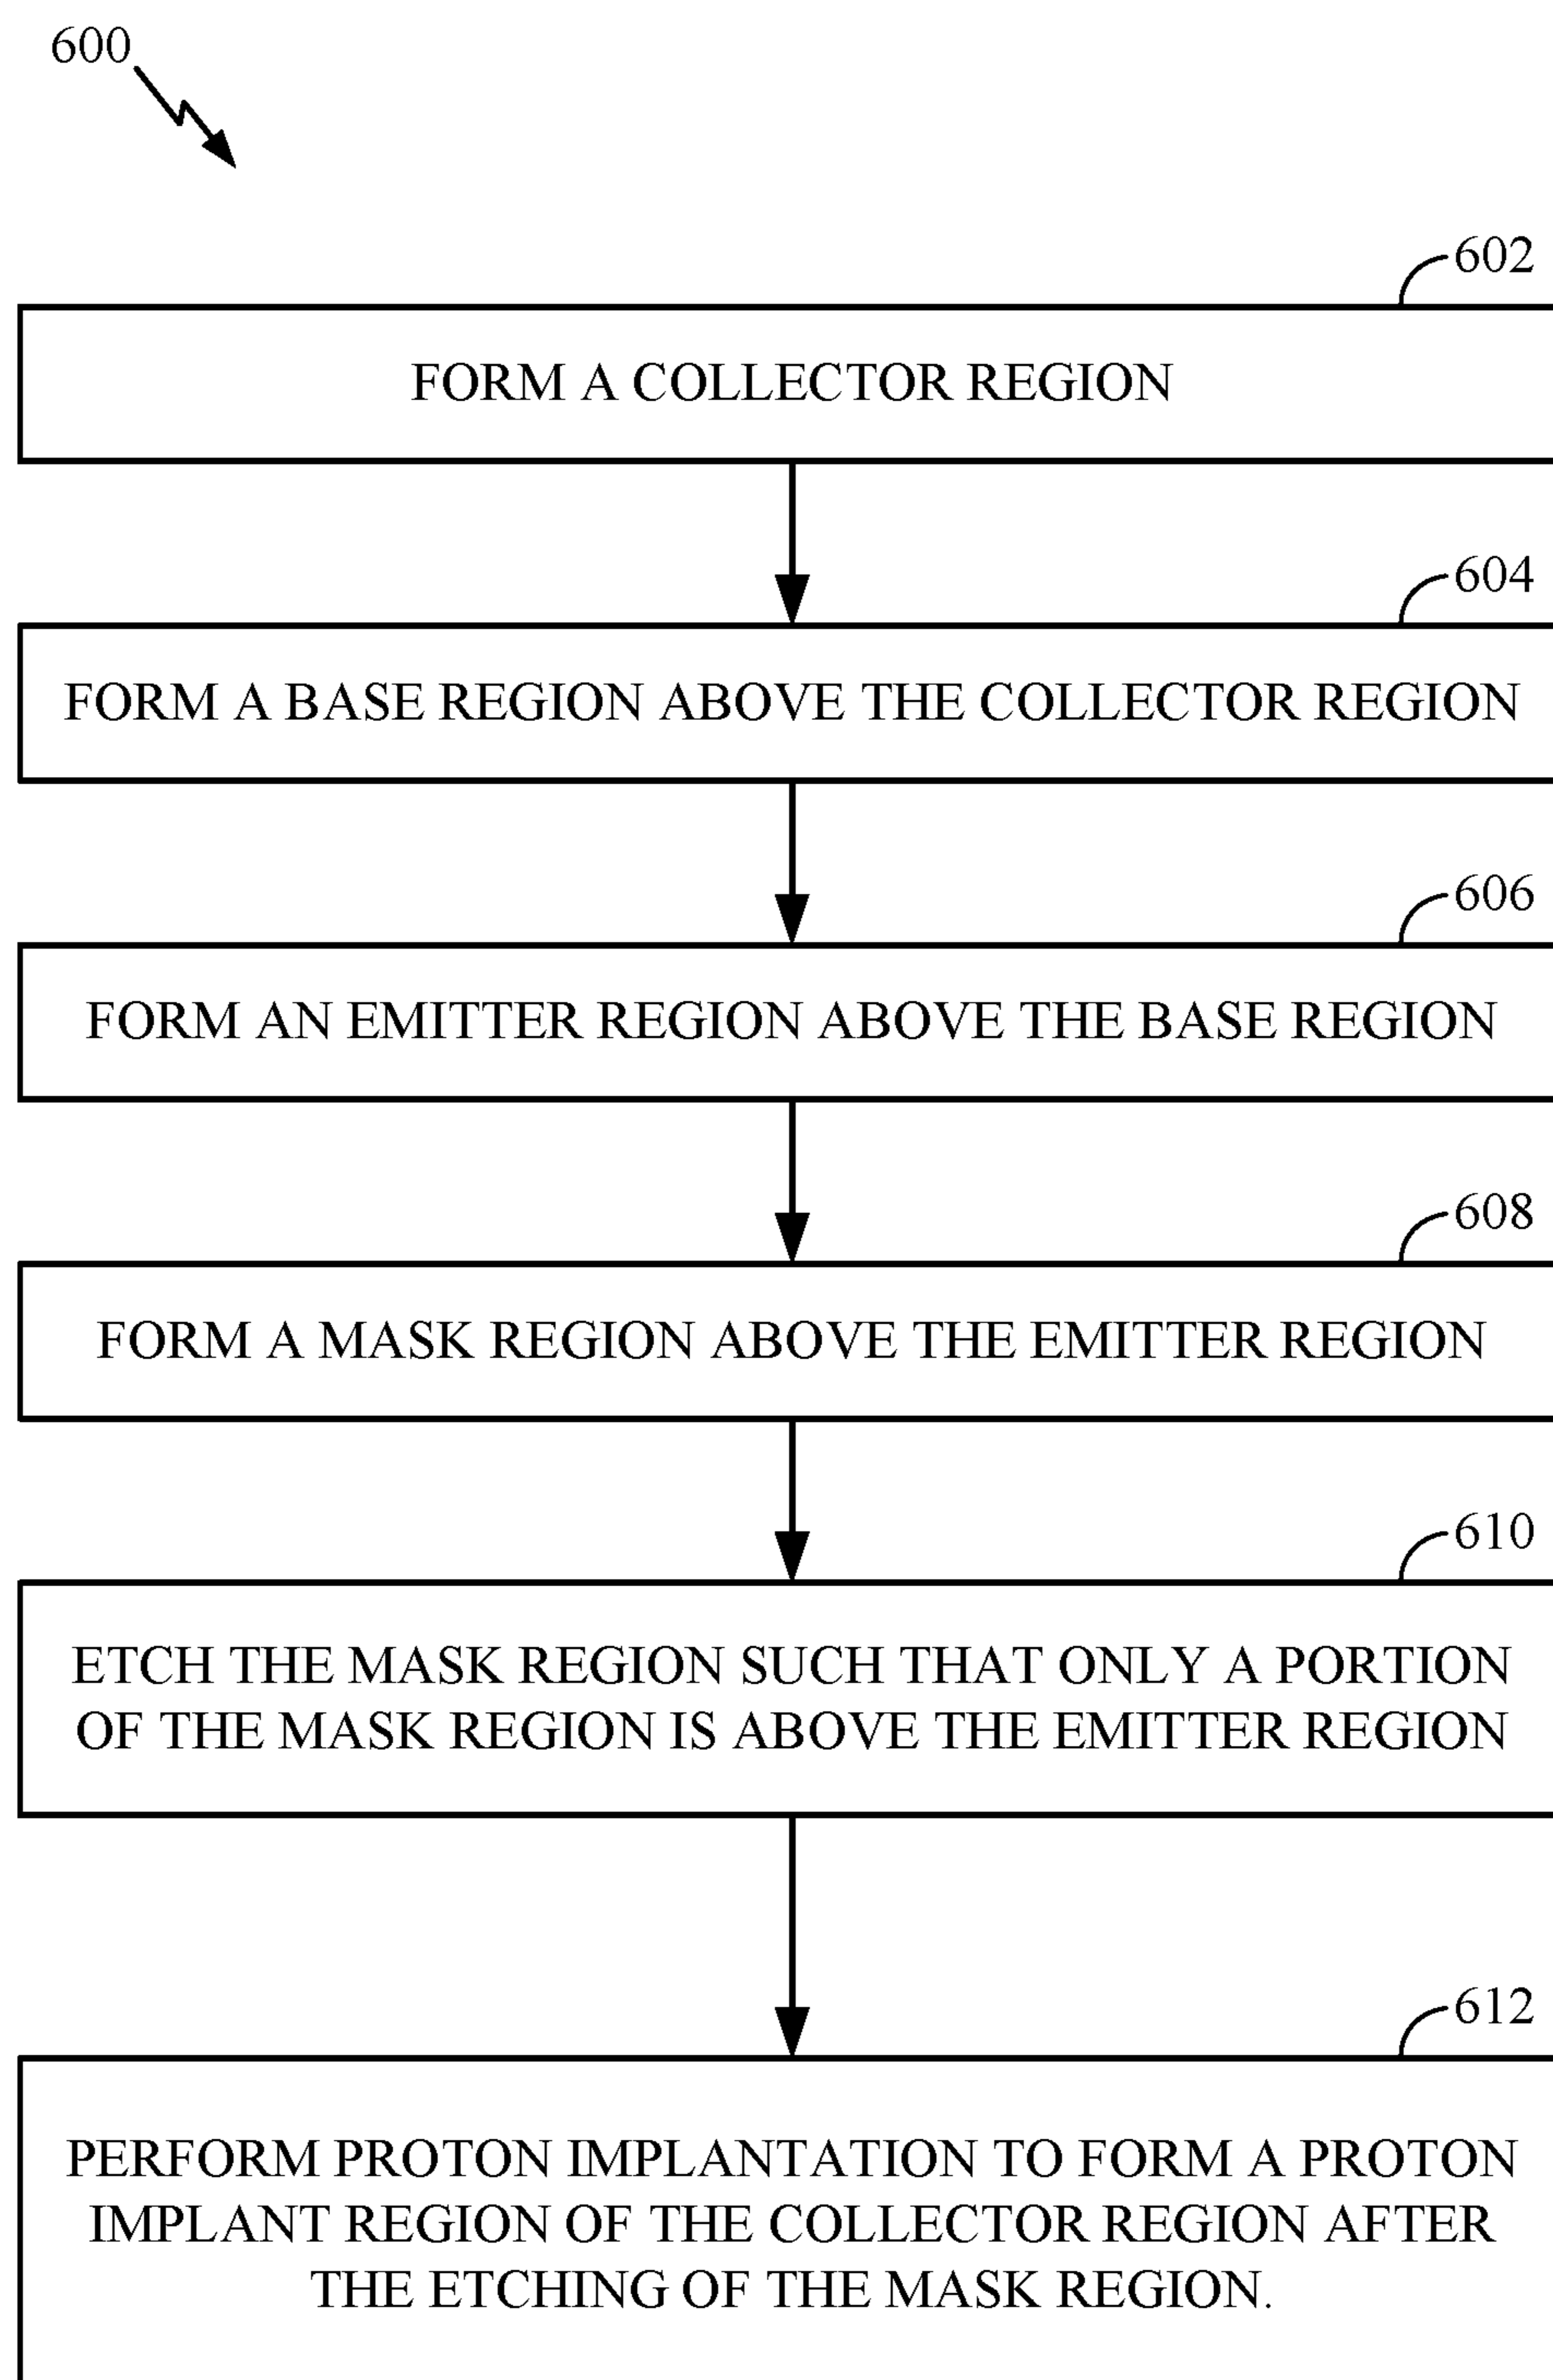 600
602
FORM A COLLECTOR REGION
604
FORM A BASE REGION ABOVE THE COLLECTOR REGION
606
FORM AN EMITTER REGION ABOVE THE BASE REGION
608
FORM A MASK REGION ABOVE THE EMITTER REGION
610
ETCH THE MASK REGION SUCH THAT ONLY A PORTION
OF THE MASK REGION IS ABOVE THE EMITTER REGION
612
PERFORM PROTON IMPLANTATION TO FORM A PROTON
IMPLANT REGION OF THE COLLECTOR REGION AFTER
THE ETCHING OF THE MASK REGION.